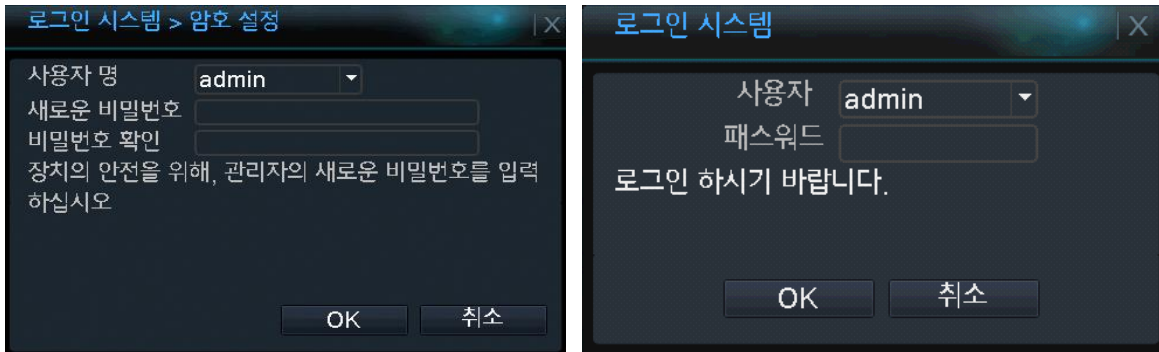 로그인 시스템 > 암호 설정
X
사용자 명 admin
새로운 비밀번호
비밀번호 확인
장치의 안전을 위해, 관리자의 새로운 비밀번호를 입력
하십시오
OK 취소
로그인 시스템
X
사용자 admin
패스워드
로그인 하시기 바랍니다.
OK 취소